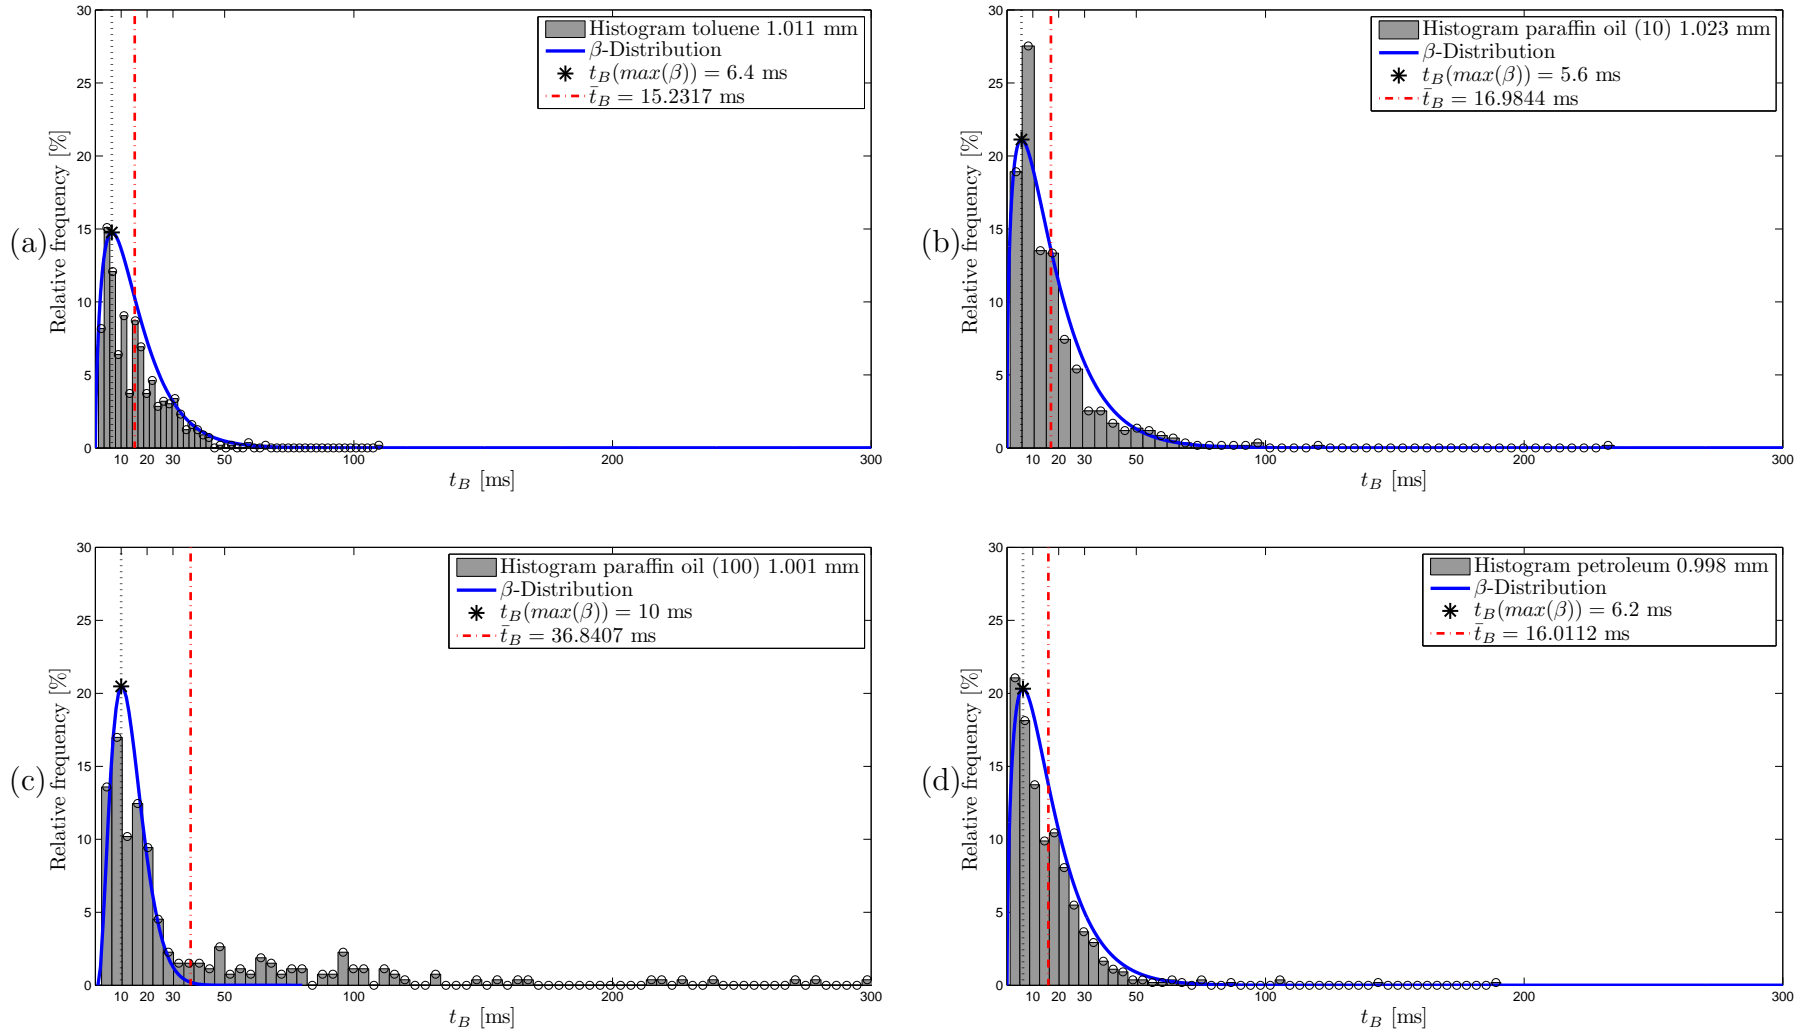 (a)
Relative frequency [%]
30
25
20
15
10
5
0
10 20 30 50 100 200 300
t_B [ms]
Histogram toluene 1.011 mm
β-Distribution
t_B(max(β)) = 6.4 ms
t̄_B = 15.2317 ms
(b)
Relative frequency [%]
30
25
20
15
10
5
0
10 20 30 50 100 200 300
t_B [ms]
Histogram paraffin oil (10) 1.023 mm
β-Distribution
t_B(max(β)) = 5.6 ms
t̄_B = 16.9844 ms
(c)
Relative frequency [%]
30
25
20
15
10
5
0
10 20 30 50 100 200 300
t_B [ms]
Histogram paraffin oil (100) 1.001 mm
β-Distribution
t_B(max(β)) = 10 ms
t̄_B = 36.8407 ms
(d)
Relative frequency [%]
30
25
20
15
10
5
0
10 20 30 50 100 200 300
t_B [ms]
Histogram petroleum 0.998 mm
β-Distribution
t_B(max(β)) = 6.2 ms
t̄_B = 16.0112 ms